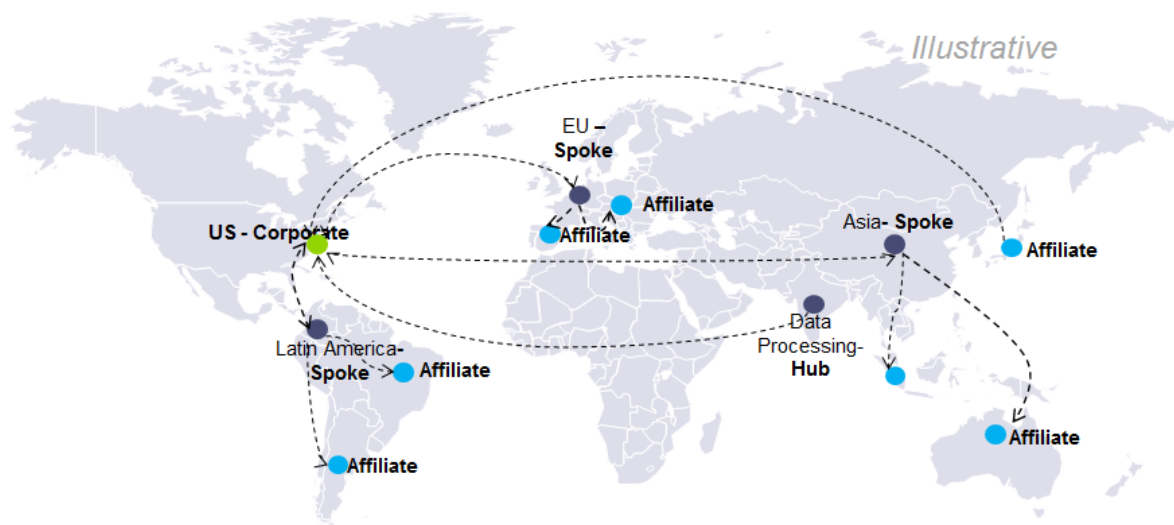 Illustrative
EU –
Spoke
Affiliate
Affiliate
US - Corporate
Asia- Spoke
Affiliate
Data
Processing-
Hub
Latin America-
Spoke
Affiliate
Affiliate
Affiliate